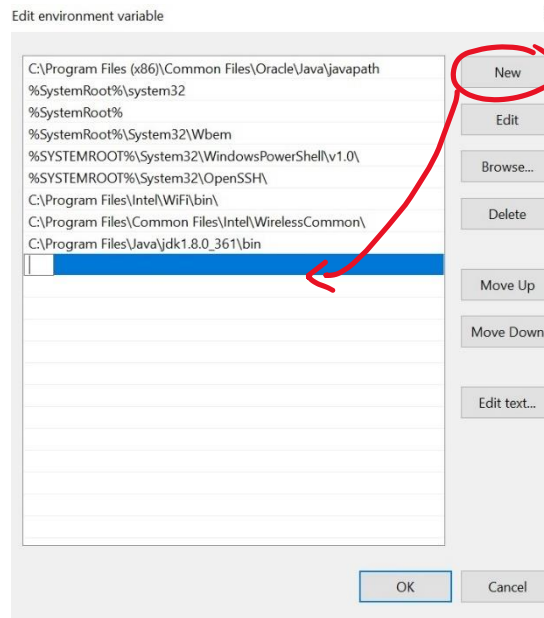 Edit environment variable
C:\Program Files (x86)\Common Files\Oracle\Java\javapath
%SystemRoot%\system32
%SystemRoot%
%SystemRoot%\System32\Wbem
%SYSTEMROOT%\System32\WindowsPowerShell\v1.0\
%SYSTEMROOT%\System32\OpenSSH\
C:\Program Files\Intel\WiFi\bin\
C:\Program Files\Common Files\Intel\WirelessCommon\
C:\Program Files\Java\jdk1.8.0_361\bin
New
Edit
Browse...
Delete
Move Up
Move Down
Edit text...
OK
Cancel